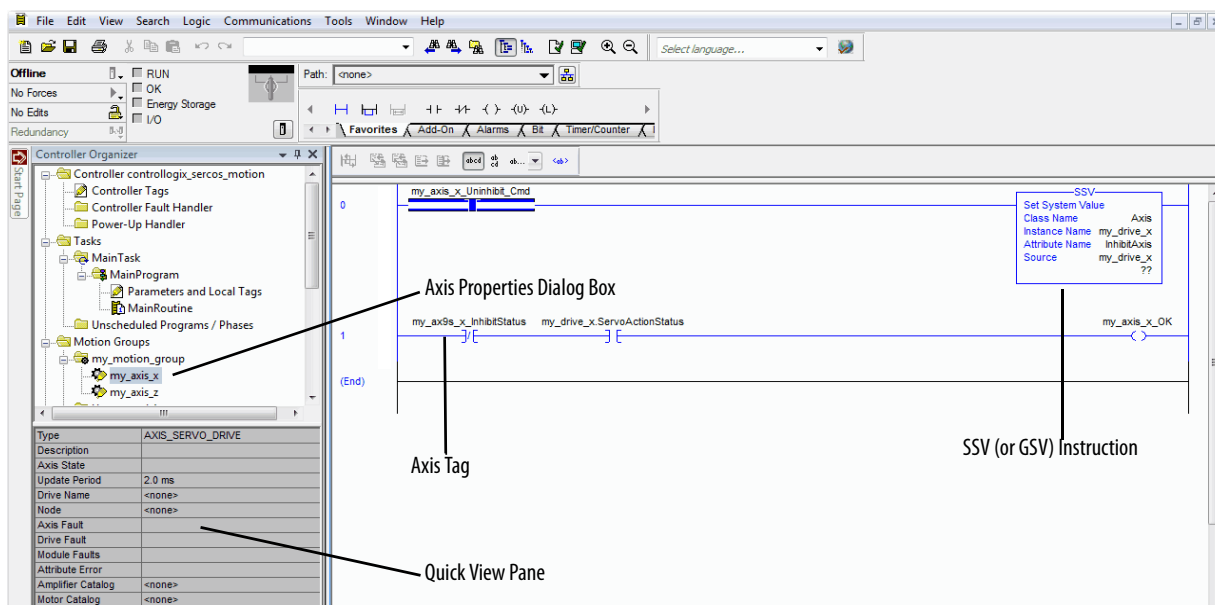 File Edit View Search Logic Communications Tools Window Help
Select language...
Offline
RUN
Path: <none>
No Forces
OK
Energy Storage
No Edits
I/O
Redundancy
Favorites Add-On Alarms Bit Timer/Counter
Start Page
Controller Organizer
Controller controllogix_sercos_motion
Controller Tags
Controller Fault Handler
Power-Up Handler
Tasks
MainTask
MainProgram
Parameters and Local Tags
MainRoutine
Unscheduled Programs / Phases
Motion Groups
my_motion_group
my_axis_x
my_axis_z
Type AXIS_SERVO_DRIVE
Description
Axis State
Update Period 2.0 ms
Drive Name <none>
Node <none>
Axis Fault
Drive Fault
Module Faults
Attribute Error
Amplifier Catalog <none>
Motor Catalog <none>
abcd ab cd ab... <ab>
0
my_axis_x_Uninhibit_Cmd
SSV
Set System Value
Class Name Axis
Instance Name my_drive_x
Attribute Name InhibitAxis
Source my_drive_x
??
Axis Properties Dialog Box
1
my_ax9s_x_InhibitStatus my_drive_x.ServoActionStatus my_axis_x_OK
(End)
Axis Tag
SSV (or GSV) Instruction
Quick View Pane